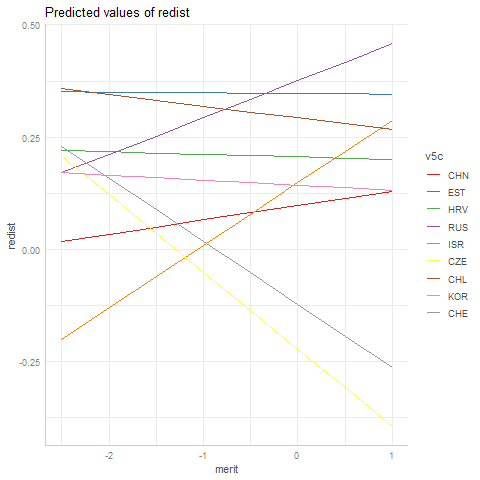 Predicted values of redist
0.50
0.25
0.00
-0.25
redist
-2
-1
0
1
merit
v5c
CHN
EST
HRV
RUS
ISR
CZE
CHL
KOR
CHE